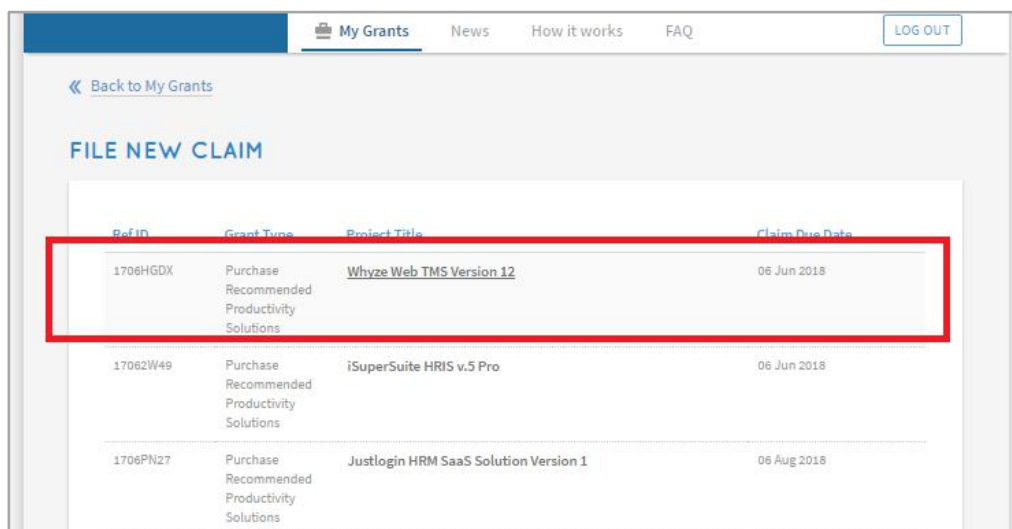 My Grants News How it works FAQ LOG OUT
Back to My Grants
FILE NEW CLAIM
Ref ID Grant Type Project Title Claim Due Date
1706HGDX Purchase Whyze Web TMS Version 12 06 Jun 2018
Recommended
Productivity
Solutions
17062W49 Purchase iSuperSuite HRIS v.5 Pro 06 Jun 2018
Recommended
Productivity
Solutions
1706PN27 Purchase Justlogin HRM SaaS Solution Version 1 06 Aug 2018
Recommended
Productivity
Solutions